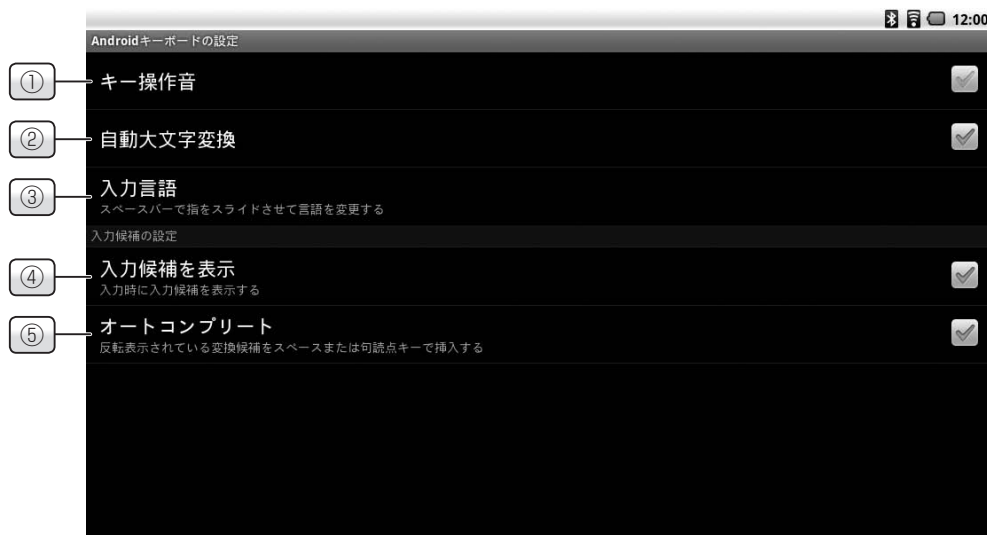 12:00
Androidキーボードの設定
① キー操作音
② 自動大文字変換
③ 入力言語
スペースバーで指をスライドさせて言語を変更する
入力候補の設定
④ 入力候補を表示
入力時に入力候補を表示する
⑤ オートコンプリート
反転表示されている変換候補をスペースまたは句読点キーで挿入する